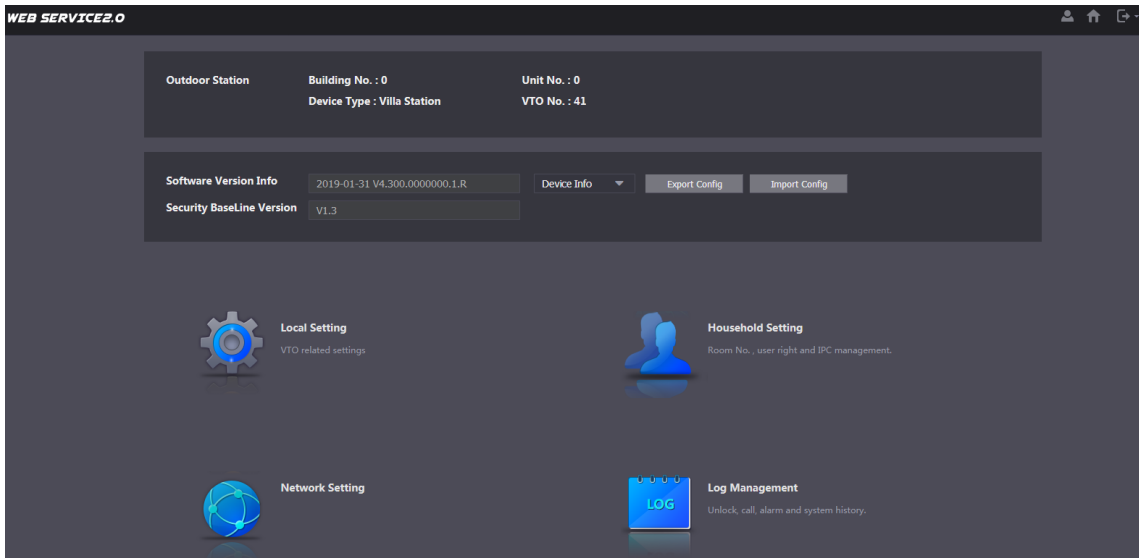 WEB SERVICE2.0
Outdoor Station Building No. : 0 Unit No. : 0
Device Type : Villa Station VTO No. : 41
Software Version Info 2019-01-31 V4.300.0000000.1.R Device Info Export Config Import Config
Security BaseLine Version V1.3
Local Setting
VTO related settings
Household Setting
Room No. , user right and IPC management.
Network Setting
LOG
Log Management
Unlock, call, alarm and system history.